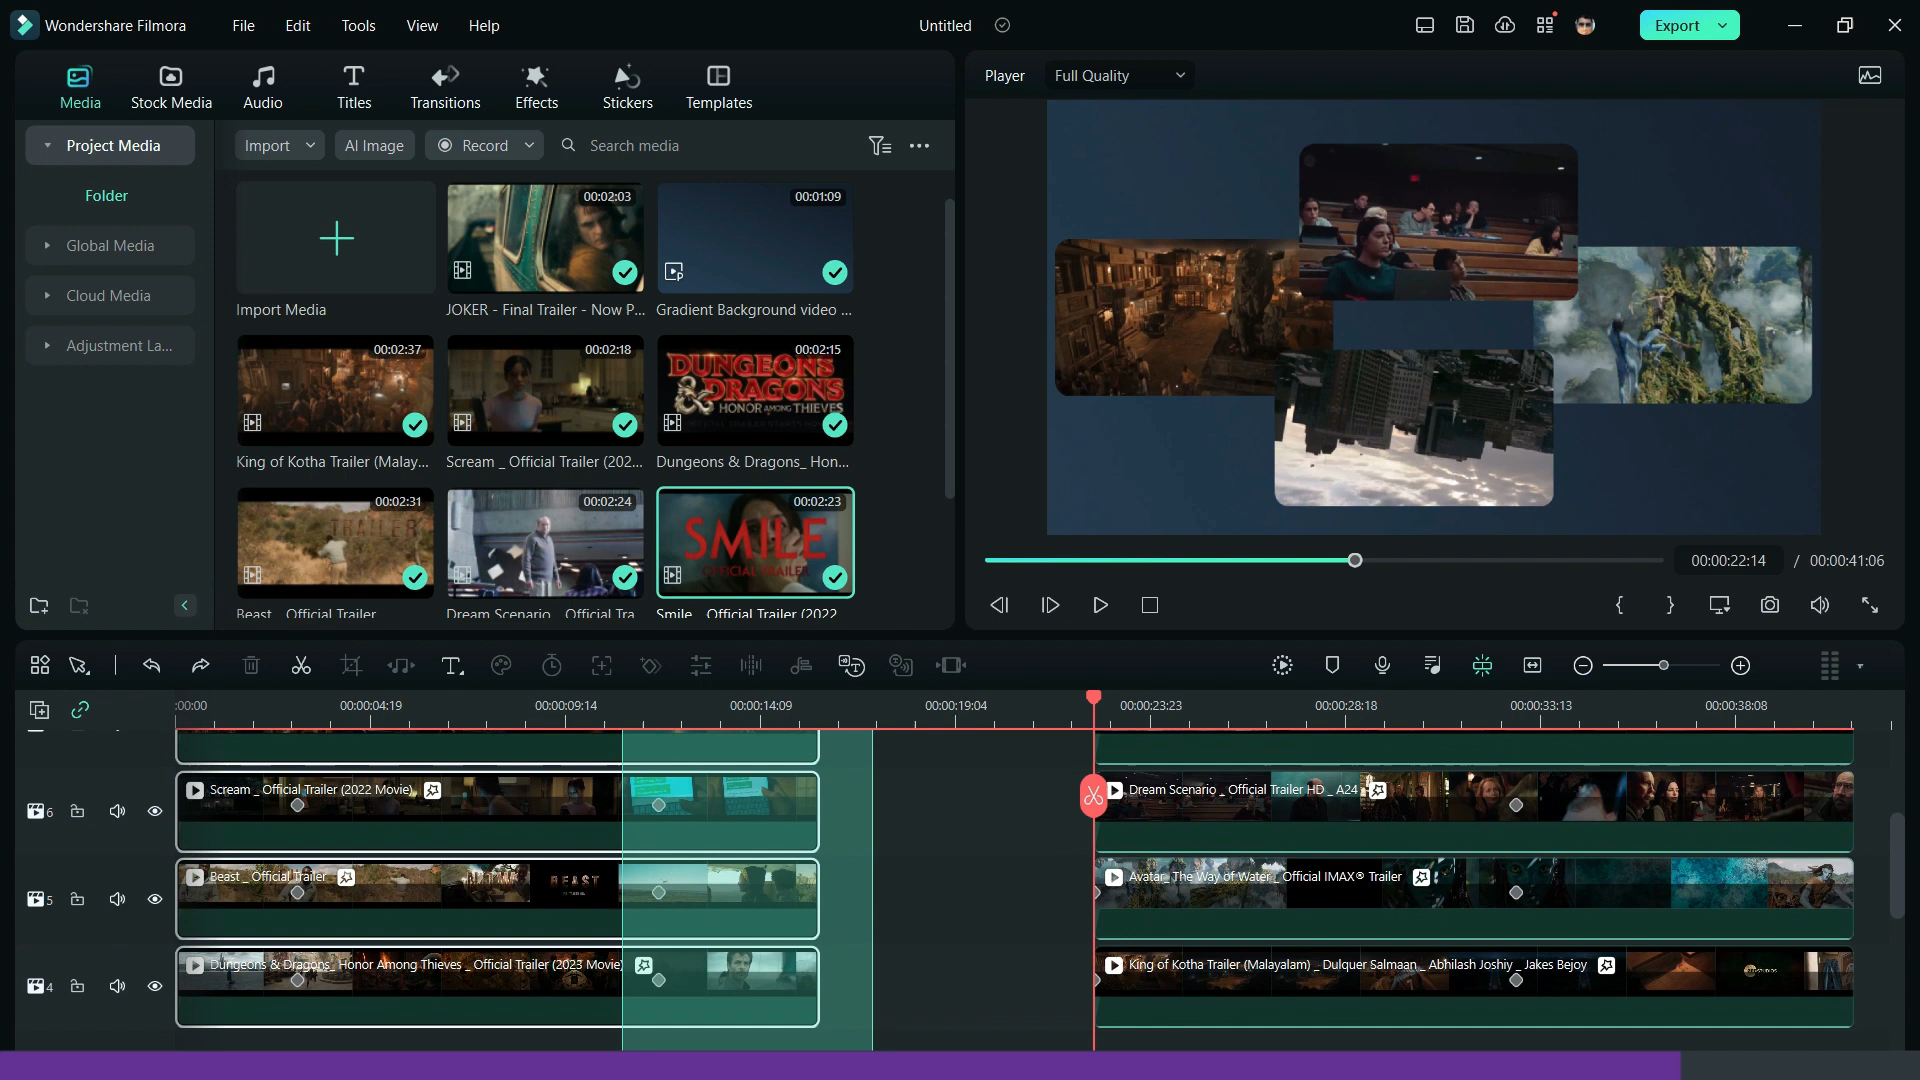 Wondershare Filmora File Edit Tools View Help Untitled Export
Media Stock Media Audio Titles Transitions Effects Stickers Templates
Player Full Quality
Project Media
Import AI Image Record Search media
Folder
Global Media
Cloud Media
Adjustment La...
00:02:03 00:01:09
Import Media JOKER - Final Trailer - Now P... Gradient Background video ...
00:02:37 00:02:18 00:02:15
DUNGEONS
& DRAGONS
HONOR AMONG THIEVES
King of Kotha Trailer (Malay... Scream _ Official Trailer (202... Dungeons & Dragons_ Hon...
00:02:31 00:02:24 00:02:23
TRAILER
SMILE
OFFICIAL TRAILER
Beast _ Official Trailer Dream Scenario _ Official Tra Smile _ Official Trailer (2022
00:00:22:14 / 00:00:41:06
{ }
:00:00 00:00:04:19 00:00:09:14 00:00:14:09 00:00:19:04 00:00:23:23 00:00:28:18 00:00:33:13 00:00:38:08
6 Scream _ Official Trailer (2022 Movie) Dream Scenario _ Official Trailer HD _ A24
5 Beast _ Official Trailer Avatar_ The Way of Water _ Official IMAX® Trailer
BEAST
4 Dungeons & Dragons_ Honor Among Thieves _ Official Trailer (2023 Movie) King of Kotha Trailer (Malayalam) _ Dulquer Salmaan _ Abhilash Joshiy _ Jakes Bejoy